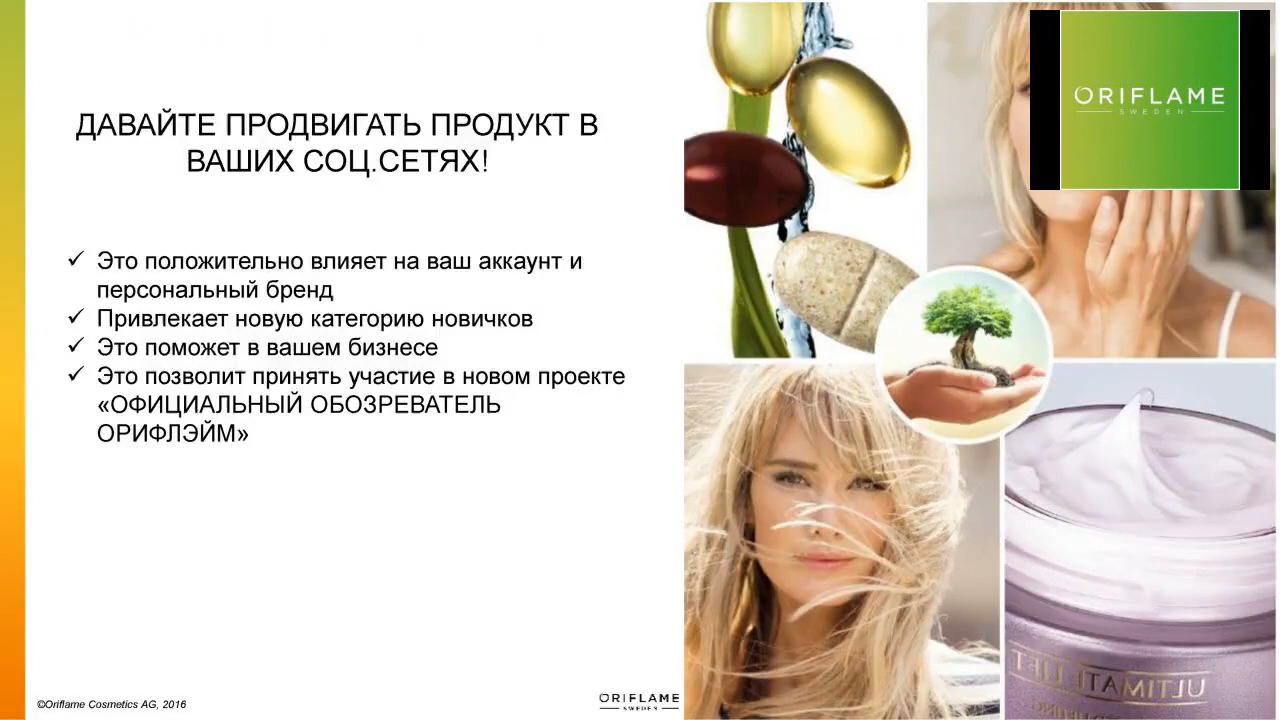 ORIFLAME
SWEDEN
ДАВАЙТЕ ПРОДВИГАТЬ ПРОДУКТ В
ВАШИХ СОЦ.СЕТЯХ!
✓ Это положительно влияет на ваш аккаунт и
персональный бренд
✓ Привлекает новую категорию новичков
✓ Это поможет в вашем бизнесе
✓ Это позволит принять участие в новом проекте
«ОФИЦИАЛЬНЫЙ ОБОЗРЕВАТЕЛЬ
ОРИФЛЭЙМ»
ULTIMATE LIFT
©Oriflame Cosmetics AG, 2016
ORIFLAME
SWEDEN